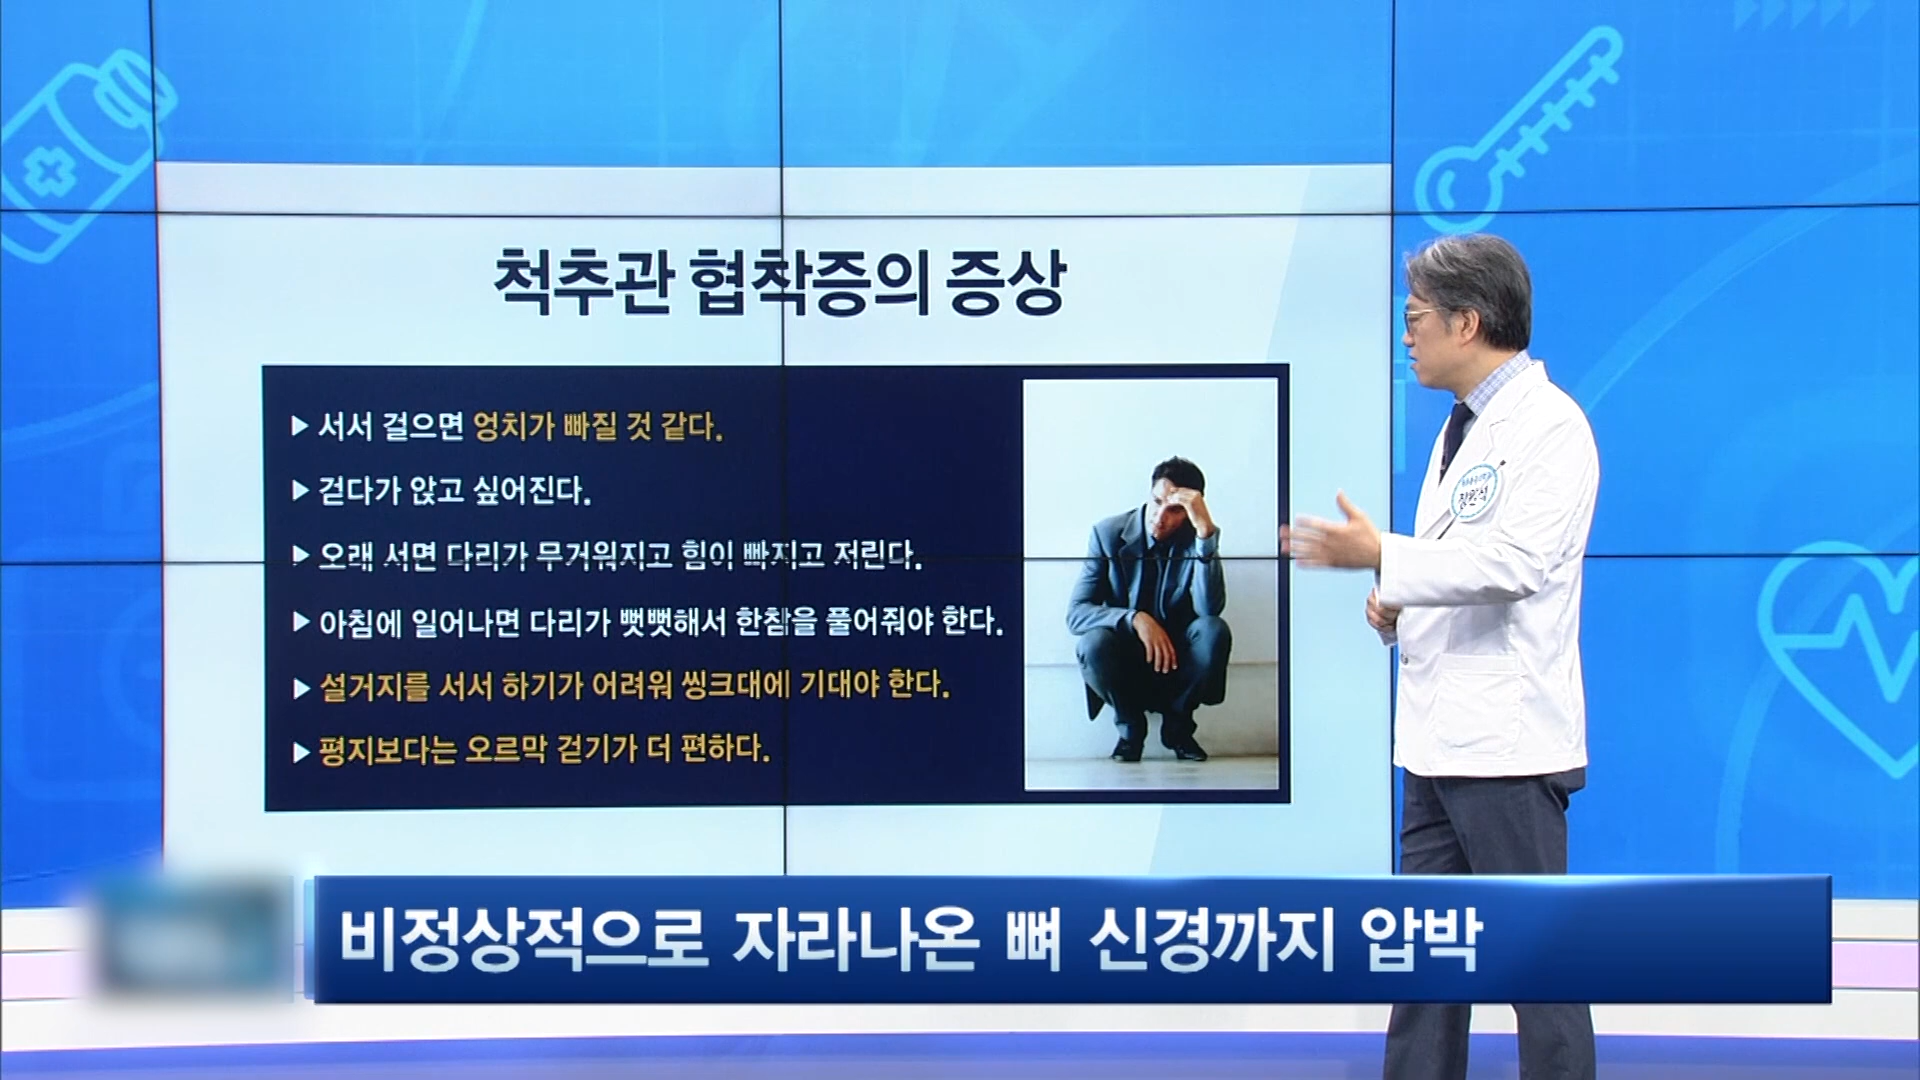 척추관 협착증의 증상
▶ 서서 걸으면 엉치가 빠질 것 같다.
▶ 걷다가 앉고 싶어진다.
▶ 오래 서면 다리가 무거워지고 힘이 빠지고 저린다.
▶ 아침에 일어나면 다리가 뻣뻣해서 한참을 풀어줘야 한다.
▶ 설거지를 서서 하기가 어려워 씽크대에 기대야 한다.
▶ 평지보다는 오르막 걷기가 더 편하다.
비정상적으로 자라나온 뼈 신경까지 압박